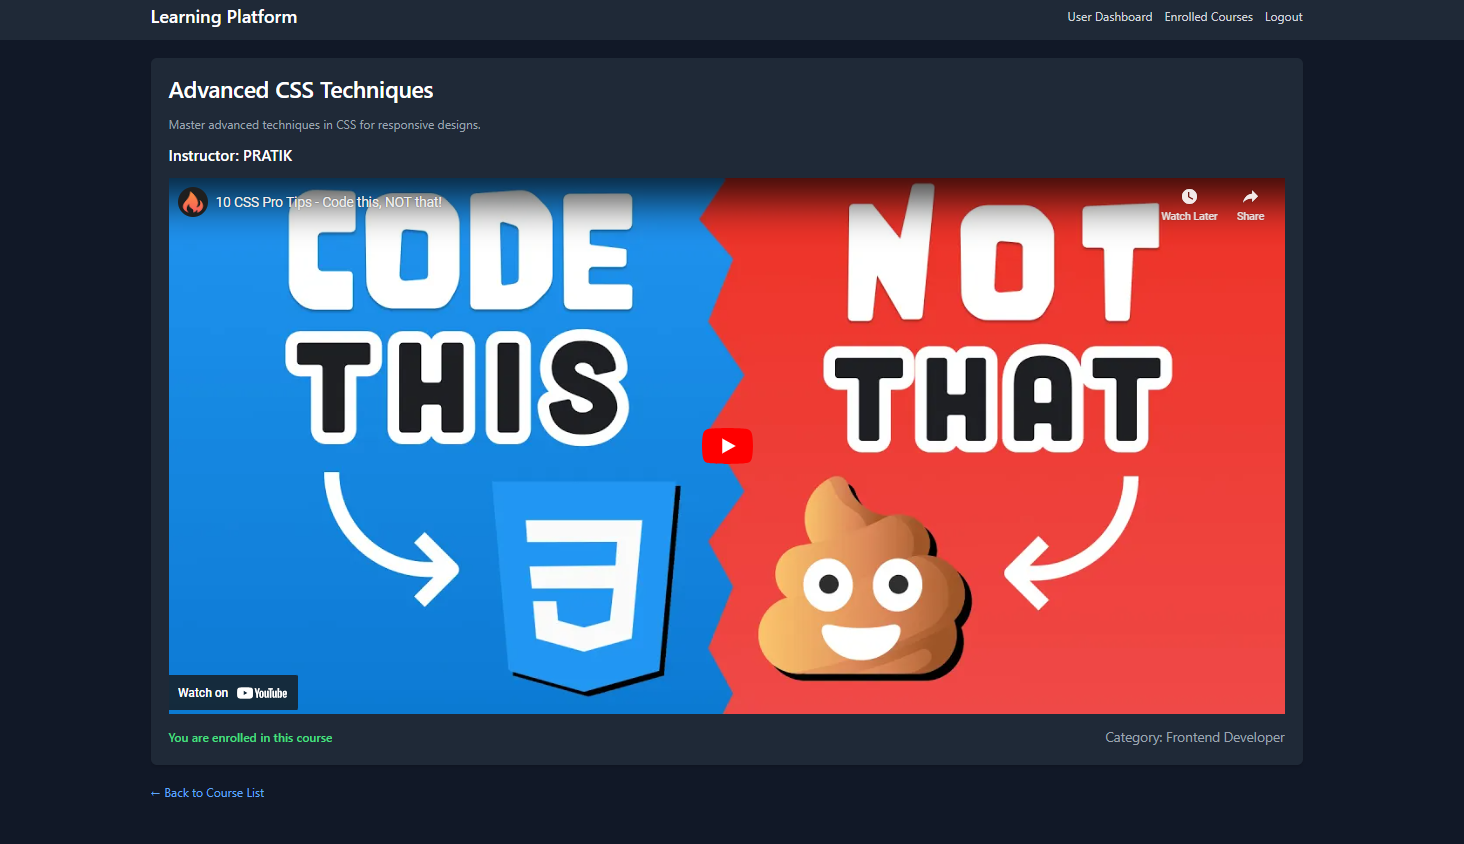 Learning Platform
User Dashboard Enrolled Courses Logout
Advanced CSS Techniques
Master advanced techniques in CSS for responsive designs.
Instructor: PRATIK
10 CSS Pro Tips - Code this, NOT that!
Watch Later Share
CODE
THIS
NOT
THAT
Watch on YouTube
You are enrolled in this course
Category: Frontend Developer
← Back to Course List